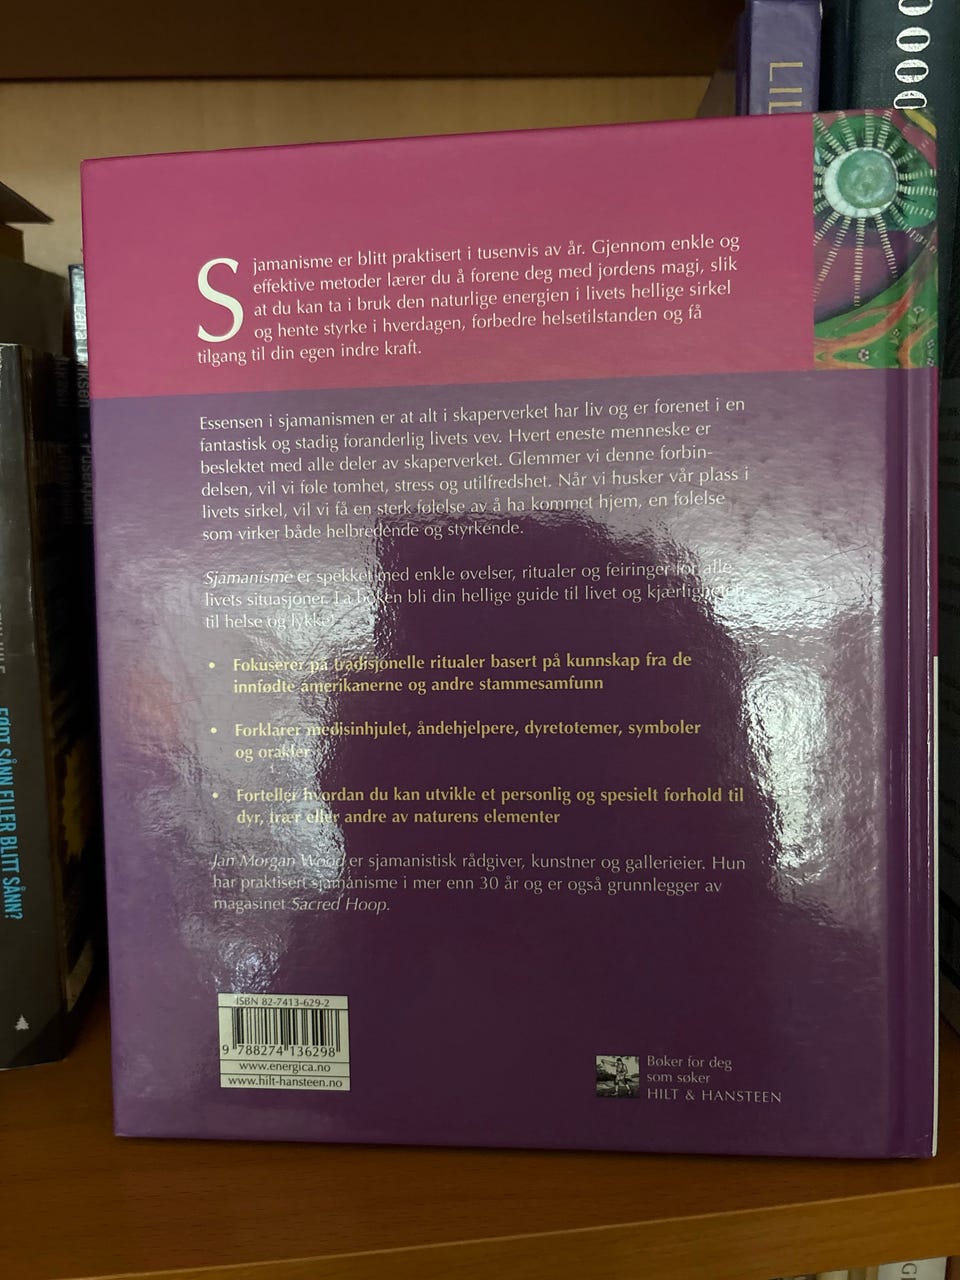 LIL
0000
Sjamanisme er blitt praktisert i tusenvis av år. Gjennom enkle og
effektive metoder lærer du å forene deg med jordens magi, slik
at du kan ta i bruk den naturlige energien i livets hellige sirkel
og hente styrke i hverdagen, forbedre helsetilstanden og få
tilgang til din egen indre kraft.
Essensen i sjamanismen er at alt i skaperverket har liv og er forenet i en
fantastisk og stadig foranderlig livets vev. Hvert eneste menneske er
beslektet med alle deler av skaperverket. Glemmer vi denne forbin-
delsen, vil vi føle tomhet, stress og utilfredshet. Når vi husker vår plass i
livets sirkel, vil vi få en sterk følelse av å ha kommet hjem, en følelse
som virker både helbredende og styrkende.
Sjamanisme er spekket med enkle øvelser, ritualer og feiringer for alle
livets situasjoner. La boken bli din hellige guide til livet og kjærligheten,
til helse og lykke!
• Fokuserer på tradisjonelle ritualer basert på kunnskap fra de
innfødte amerikanerne og andre stammesamfunn
• Forklarer medisinhjulet, åndehjelpere, dyretotemer, symboler
og orakler
• Forteller hvordan du kan utvikle et personlig og spesielt forhold til
dyr, trær eller andre av naturens elementer
Jan Morgan Wood er sjamanistisk rådgiver, kunstner og gallerieier. Hun
har praktisert sjamanisme i mer enn 30 år og er også grunnlegger av
magasinet Sacred Hoop.
ISBN 82-7413-629-2
9 788274 136298
www.energica.no
www.hilt-hansteen.no
Bøker for deg
som søker
HILT & HANSTEEN
FØDT SÅNN ELLER BLITT SÅNN?